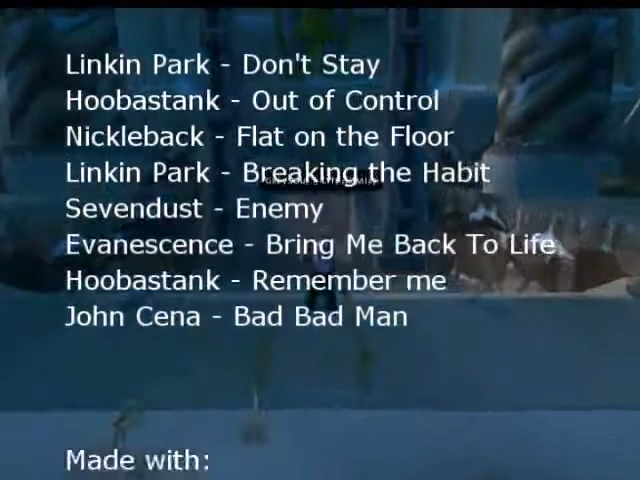 Linkin Park - Don't Stay
Hoobastank - Out of Control
Nickleback - Flat on the Floor
Linkin Park - Breaking the Habit
Sevendust - Enemy
Evanescence - Bring Me Back To Life
Hoobastank - Remember me
John Cena - Bad Bad Man
Made with: